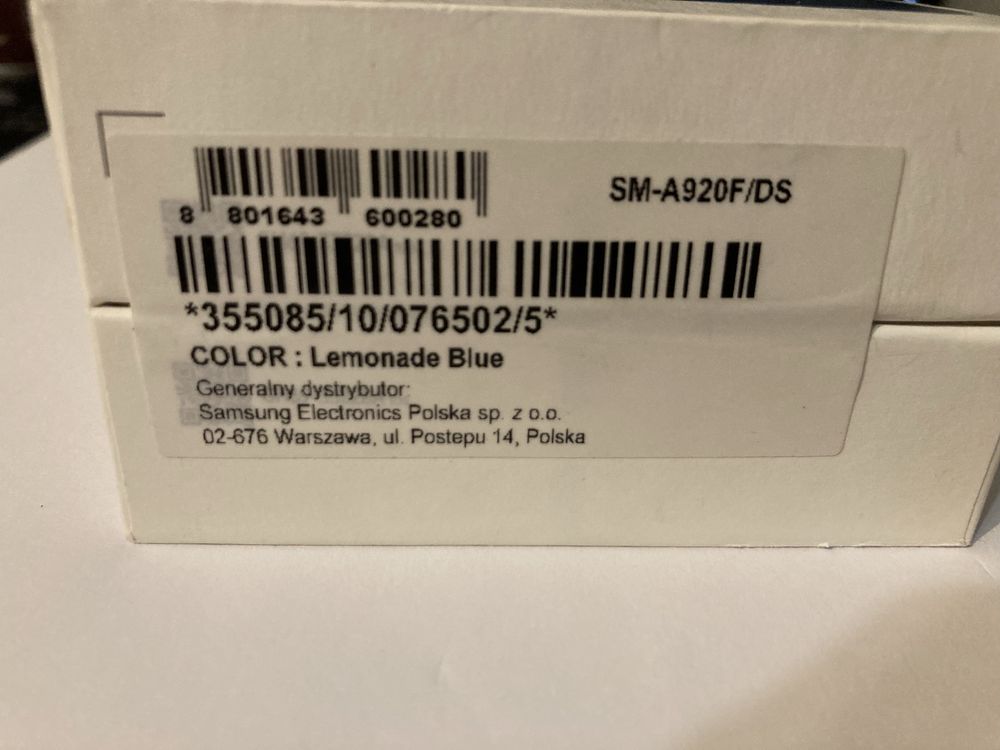 SM-A920F/DS
8 801643 600280
*355085/10/076502/5*
COLOR : Lemonade Blue
Generalny dystrybutor:
Samsung Electronics Polska sp. z o.o.
02-676 Warszawa, ul. Postepu 14, Polska